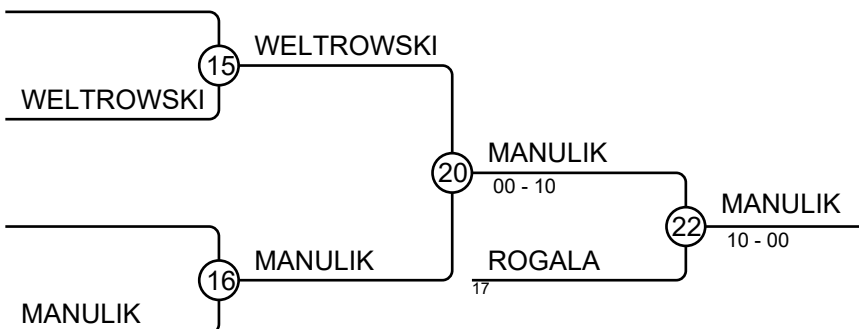 15
WELTROWSKI
WELTROWSKI
20
MANULIK
00 - 10
22
MANULIK
10 - 00
16
MANULIK
ROGALA
17
MANULIK